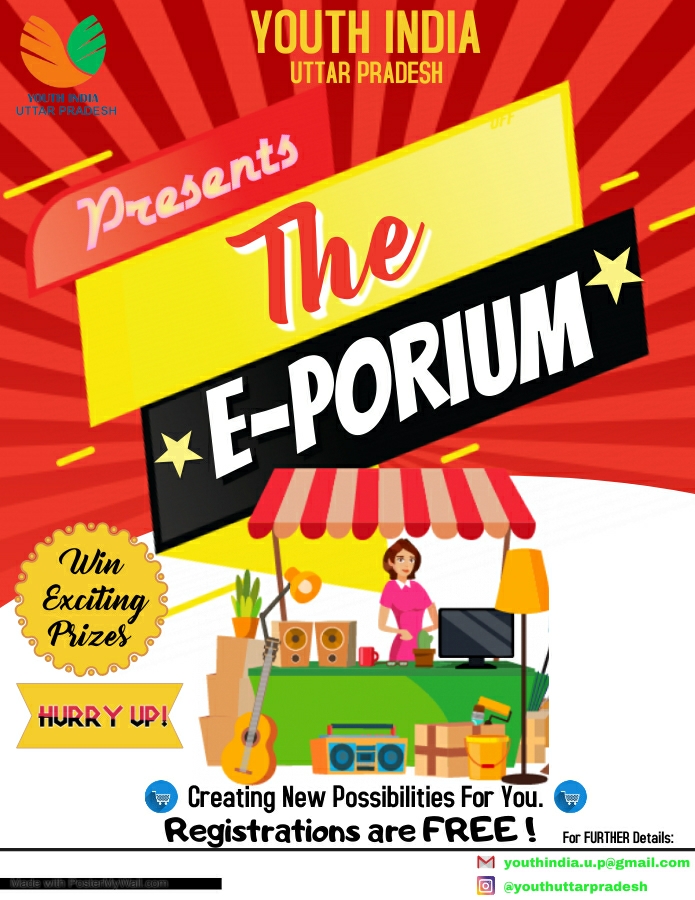 YOUTH INDIA
UTTAR PRADESH
YOUTH INDIA
UTTAR PRADESH
OFF
Presents
The
E-PORIUM
Win
Exciting
Prizes
HURRY UP!
Creating New Possibilities For You.
Registrations are FREE !
For FURTHER Details:
youthindia.u.p@gmail.com
Made with PosterMyWall.com
@youthuttarpradesh